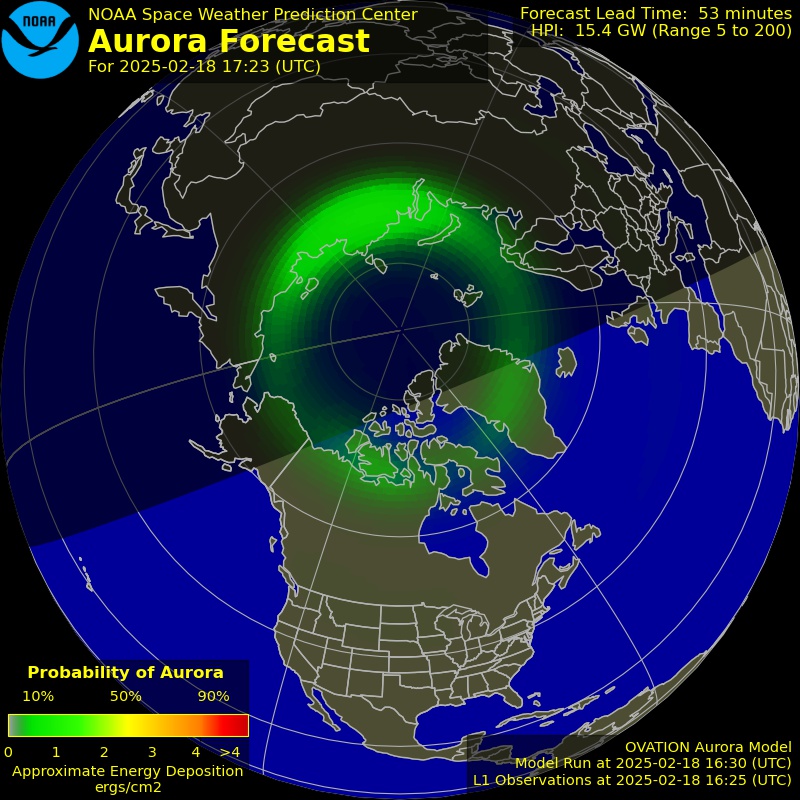 NOAA
NOAA Space Weather Prediction Center
Aurora Forecast
For 2025-02-18 17:23 (UTC)
Forecast Lead Time: 53 minutes
HPI: 15.4 GW (Range 5 to 200)
Probability of Aurora
10% 50% 90%
0 1 2 3 4 >4
Approximate Energy Deposition
ergs/cm2
OVATION Aurora Model
Model Run at 2025-02-18 16:30 (UTC)
L1 Observations at 2025-02-18 16:25 (UTC)